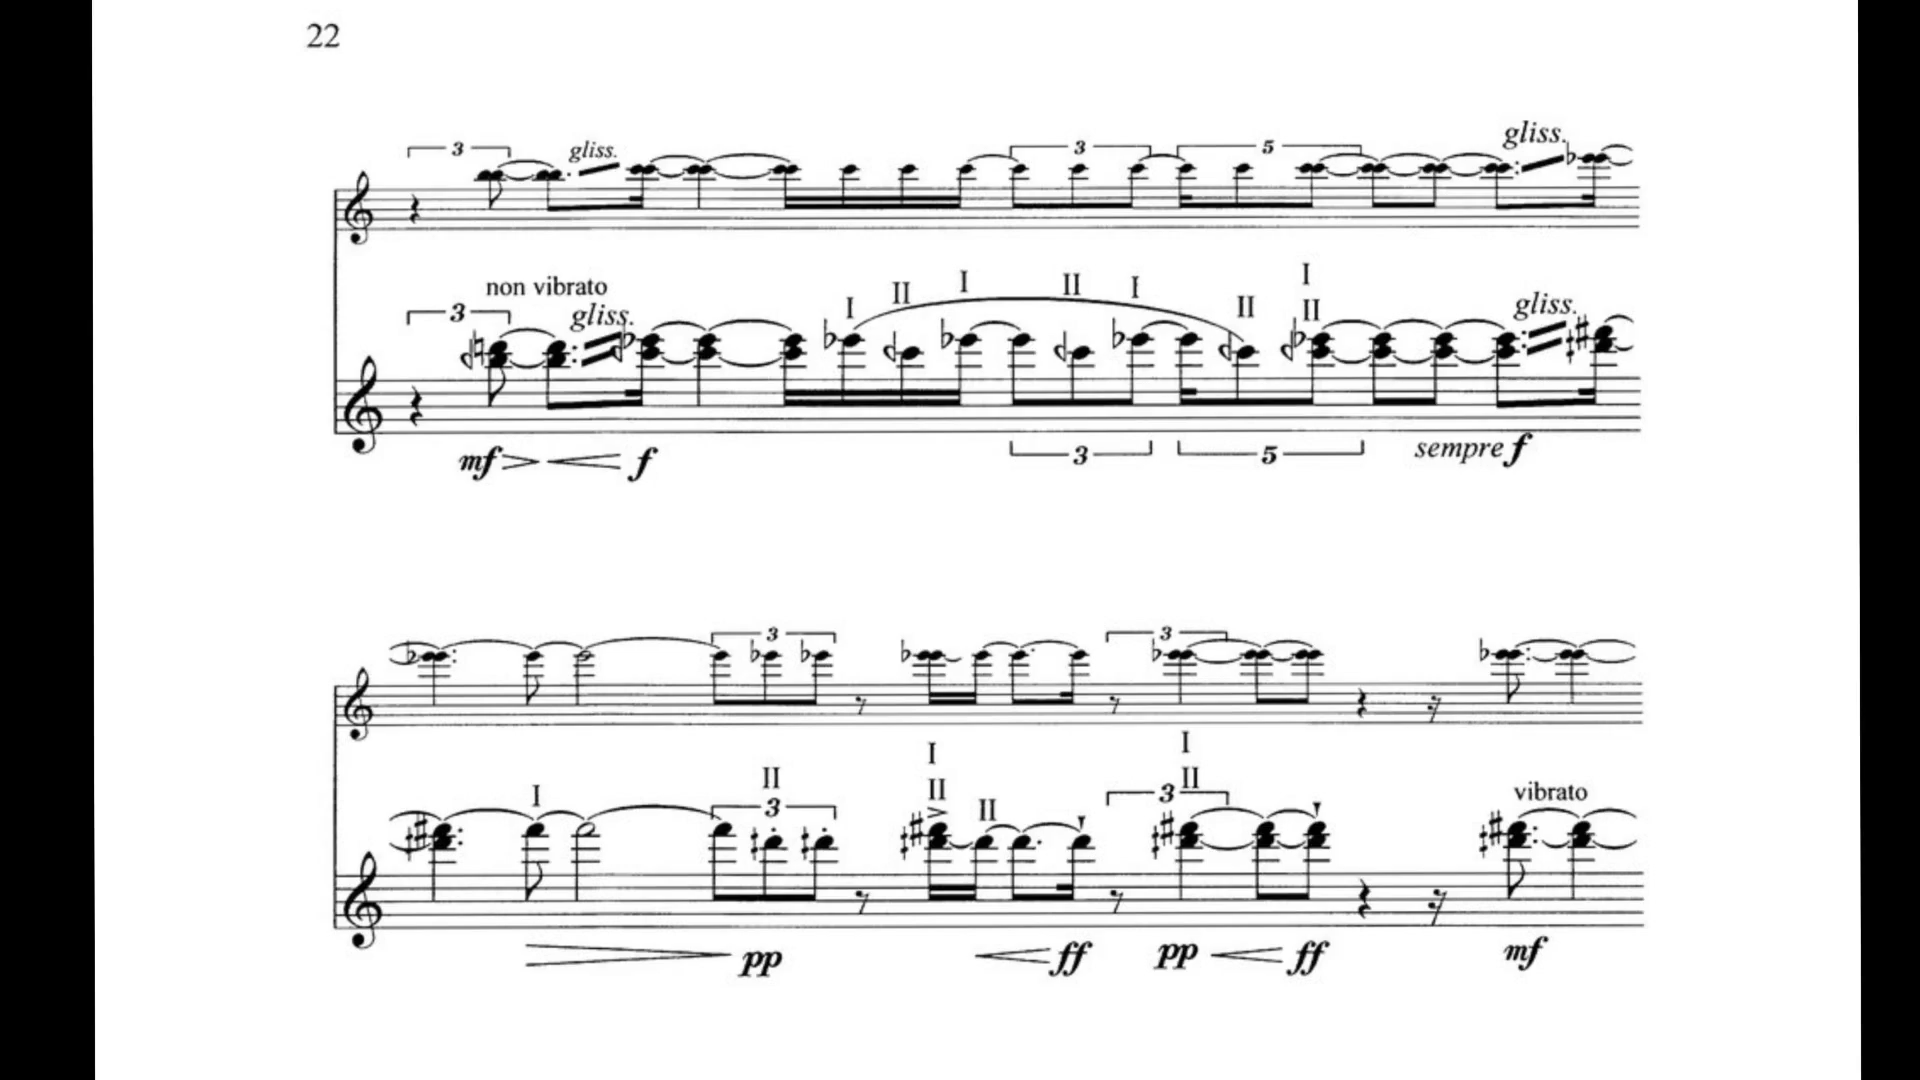 22
3 gliss. 3 5 gliss.
non vibrato I II I II I II I II
3 gliss. gliss.
mf f 3 5 sempre f
3 3
I II I II II I II vibrato
3 3
pp ff pp ff mf